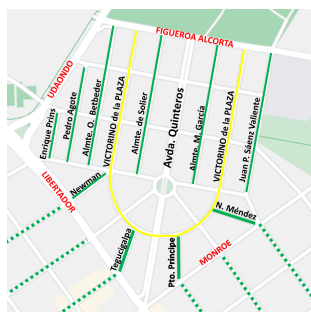 FIGUEROA ALCORTA
UDAONDO
Enrique Prins
Pedro Agote
Almte. O. Betbeder
VICTORINO de la PLAZA
Almte. de Solier
Avda. Quinteros
Almte. M. García
VICTORINO de la PLAZA
Juan P. Sáenz Valiente
Newman
LIBERTADOR
N. Méndez
Tegucigalpa
Pto. Príncipe
MONROE